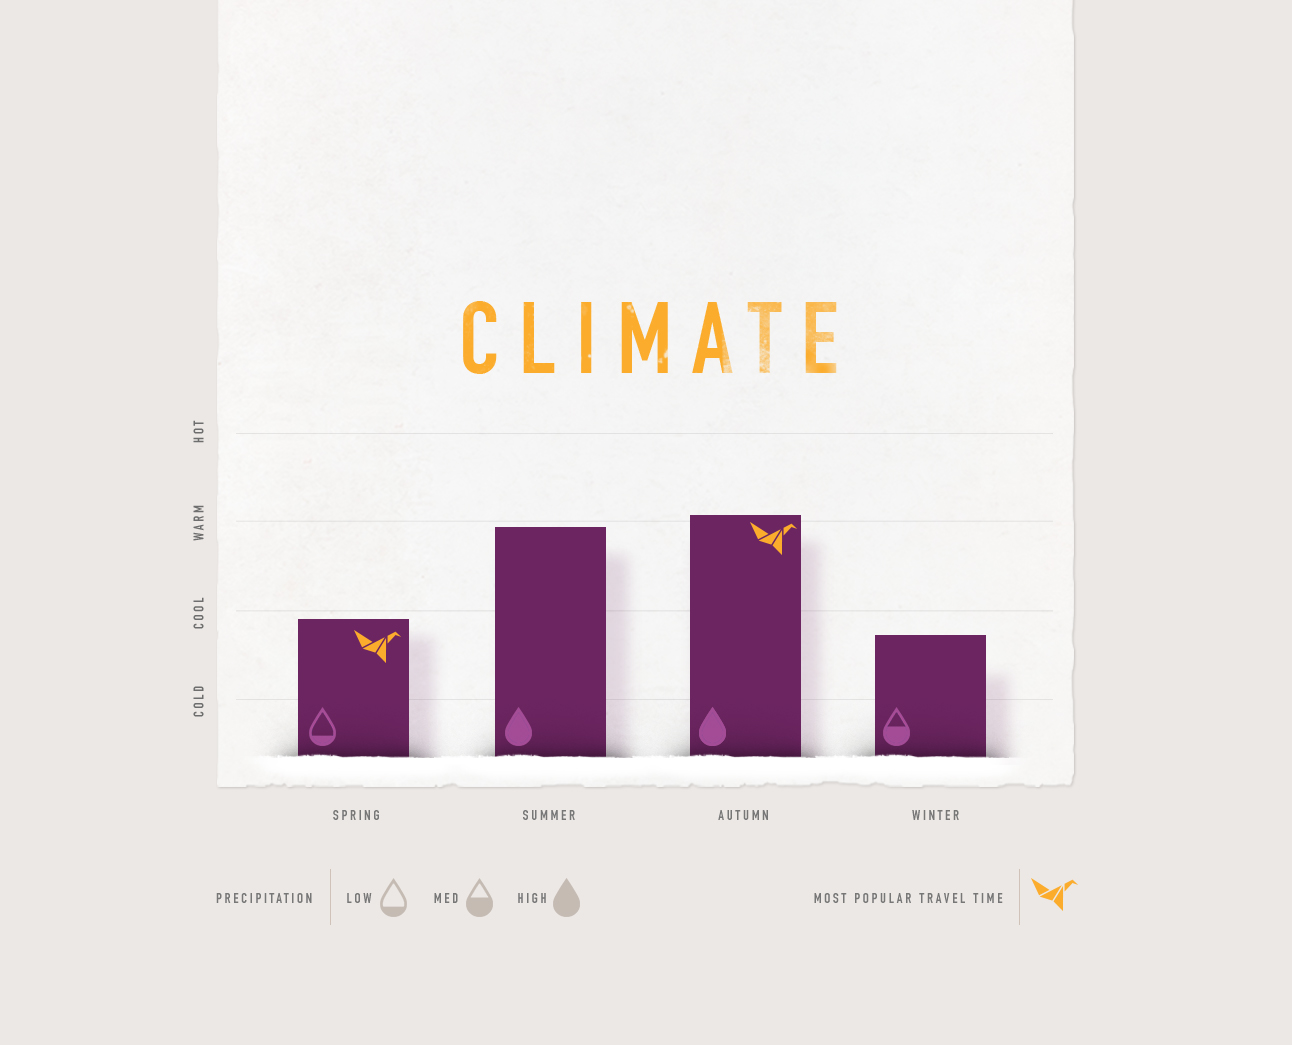 CLIMATE
HOT
WARM
COOL
COLD
SPRING SUMMER AUTUMN WINTER
PRECIPITATION LOW MED HIGH MOST POPULAR TRAVEL TIME